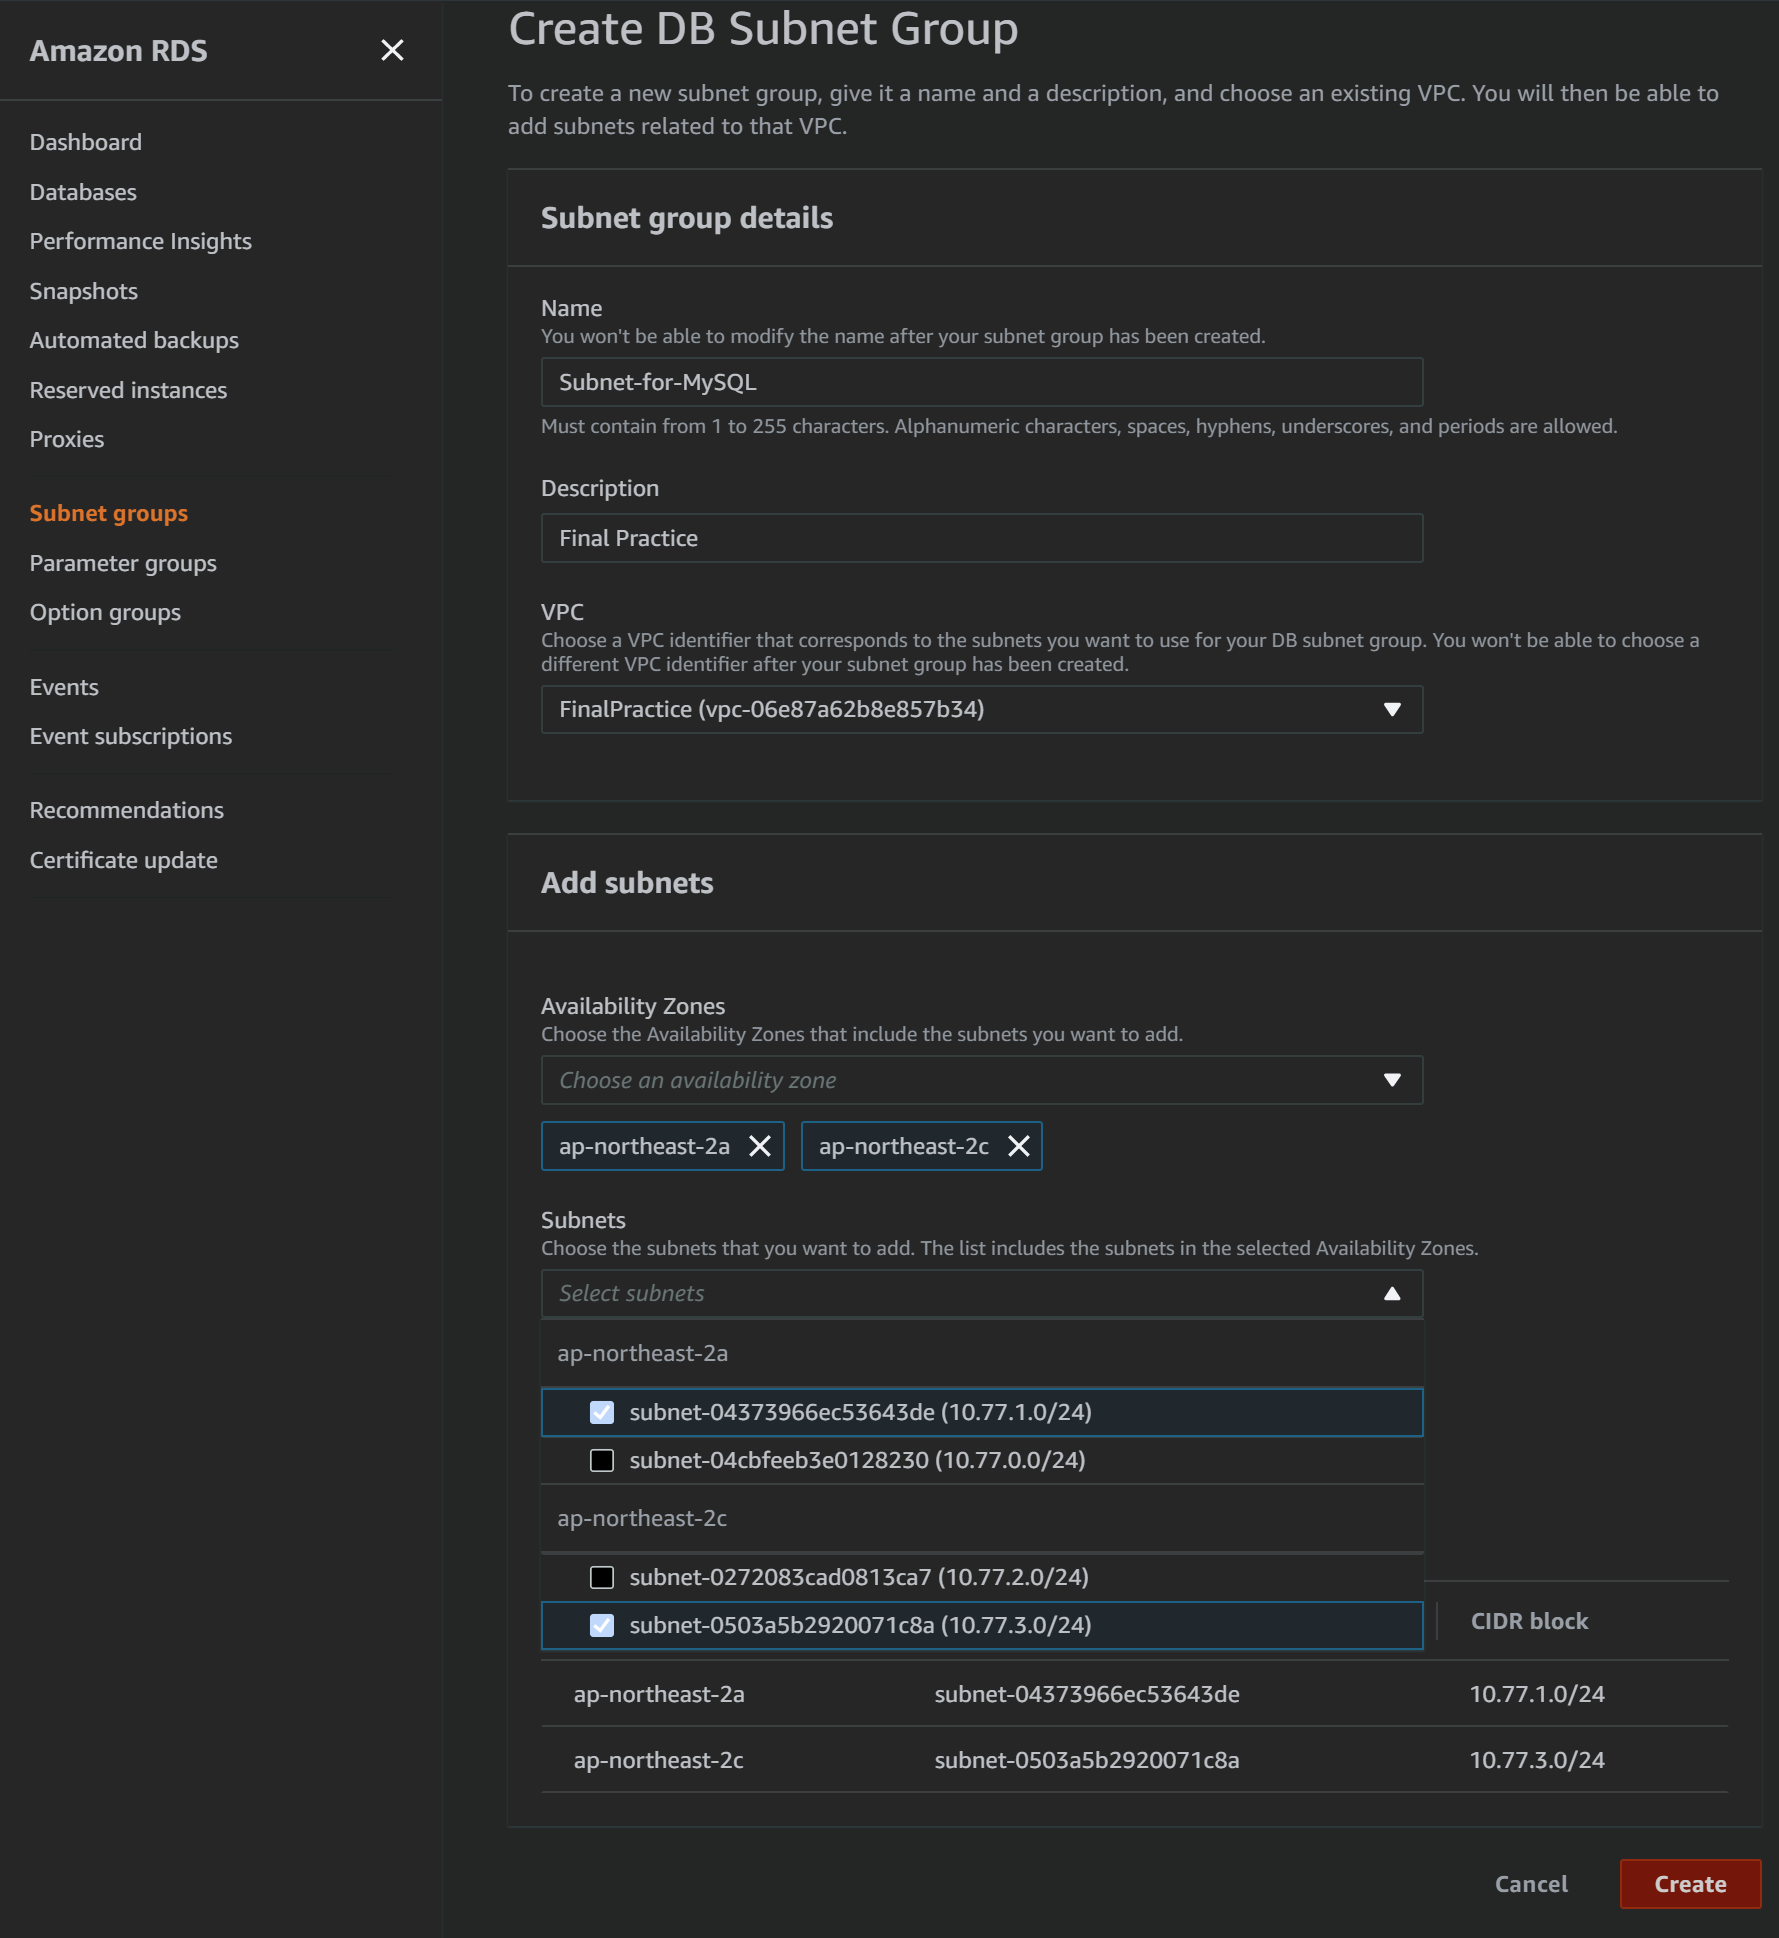 Amazon RDS
Dashboard
Databases
Performance Insights
Snapshots
Automated backups
Reserved instances
Proxies
Subnet groups
Parameter groups
Option groups
Events
Event subscriptions
Recommendations
Certificate update
Create DB Subnet Group
To create a new subnet group, give it a name and a description, and choose an existing VPC. You will then be able to
add subnets related to that VPC.
Subnet group details
Name
You won't be able to modify the name after your subnet group has been created.
Subnet-for-MySQL
Must contain from 1 to 255 characters. Alphanumeric characters, spaces, hyphens, underscores, and periods are allowed.
Description
Final Practice
VPC
Choose a VPC identifier that corresponds to the subnets you want to use for your DB subnet group. You won't be able to choose a
different VPC identifier after your subnet group has been created.
FinalPractice (vpc-06e87a62b8e857b34)
Add subnets
Availability Zones
Choose the Availability Zones that include the subnets you want to add.
Choose an availability zone
ap-northeast-2a
ap-northeast-2c
Subnets
Choose the subnets that you want to add. The list includes the subnets in the selected Availability Zones.
Select subnets
ap-northeast-2a
subnet-04373966ec53643de (10.77.1.0/24)
subnet-04cbfeeb3e0128230 (10.77.0.0/24)
ap-northeast-2c
subnet-0272083cad0813ca7 (10.77.2.0/24)
subnet-0503a5b2920071c8a (10.77.3.0/24)
CIDR block
ap-northeast-2a subnet-04373966ec53643de 10.77.1.0/24
ap-northeast-2c subnet-0503a5b2920071c8a 10.77.3.0/24
Cancel
Create